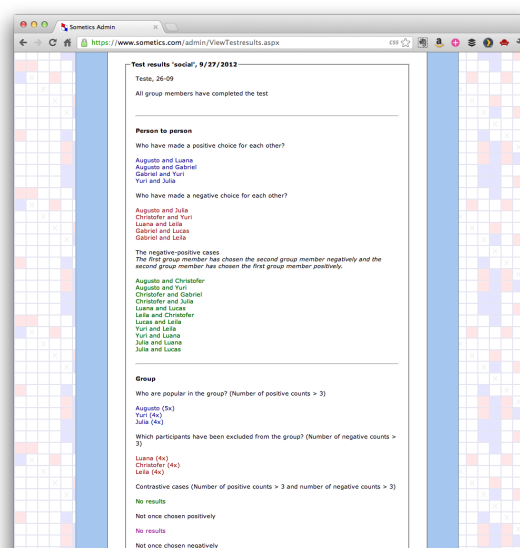 Sometics Admin
https://www.sometics.com/admin/ViewTestresults.aspx
css
Test results 'social', 9/27/2012
Teste, 26-09
All group members have completed the test
Person to person
Who have made a positive choice for each other?
Augusto and Luana
Augusto and Gabriel
Gabriel and Yuri
Yuri and Julia
Who have made a negative choice for each other?
Augusto and Julia
Christofer and Yuri
Luana and Leila
Gabriel and Lucas
Gabriel and Leila
The negative-positive cases
The first group member has chosen the second group member negatively and the
second group member has chosen the first group member positively.
Augusto and Christofer
Augusto and Yuri
Christofer and Gabriel
Christofer and Julia
Luana and Lucas
Leila and Christofer
Lucas and Leila
Yuri and Leila
Yuri and Luana
Julia and Luana
Julia and Lucas
Group
Who are popular in the group? (Number of positive counts > 3)
Augusto (5x)
Yuri (4x)
Julia (4x)
Which participants have been excluded from the group? (Number of negative counts >
3)
Luana (4x)
Christofer (4x)
Leila (4x)
Contrastive cases (Number of positive counts > 3 and number of negative counts > 3)
No results
Not once chosen positively
No results
Not once chosen negatively